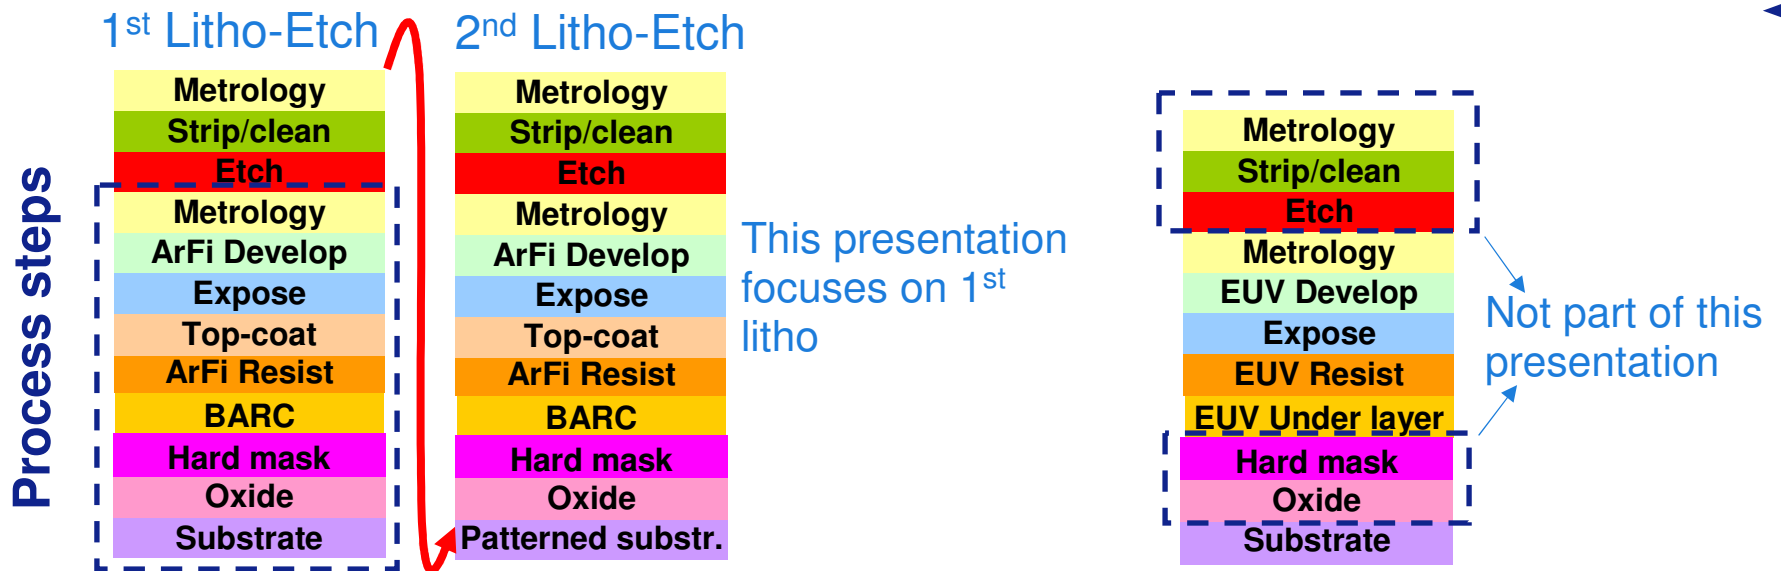 Process steps
1st Litho-Etch
Metrology
Strip/clean
Etch
Metrology
ArFi Develop
Expose
Top-coat
ArFi Resist
BARC
Hard mask
Oxide
Substrate
2nd Litho-Etch
Metrology
Strip/clean
Etch
Metrology
ArFi Develop
Expose
Top-coat
ArFi Resist
BARC
Hard mask
Oxide
Patterned substr.
This presentation
focuses on 1st
litho
Metrology
Strip/clean
Etch
Metrology
EUV Develop
Expose
EUV Resist
EUV Under layer
Hard mask
Oxide
Substrate
Not part of this
presentation